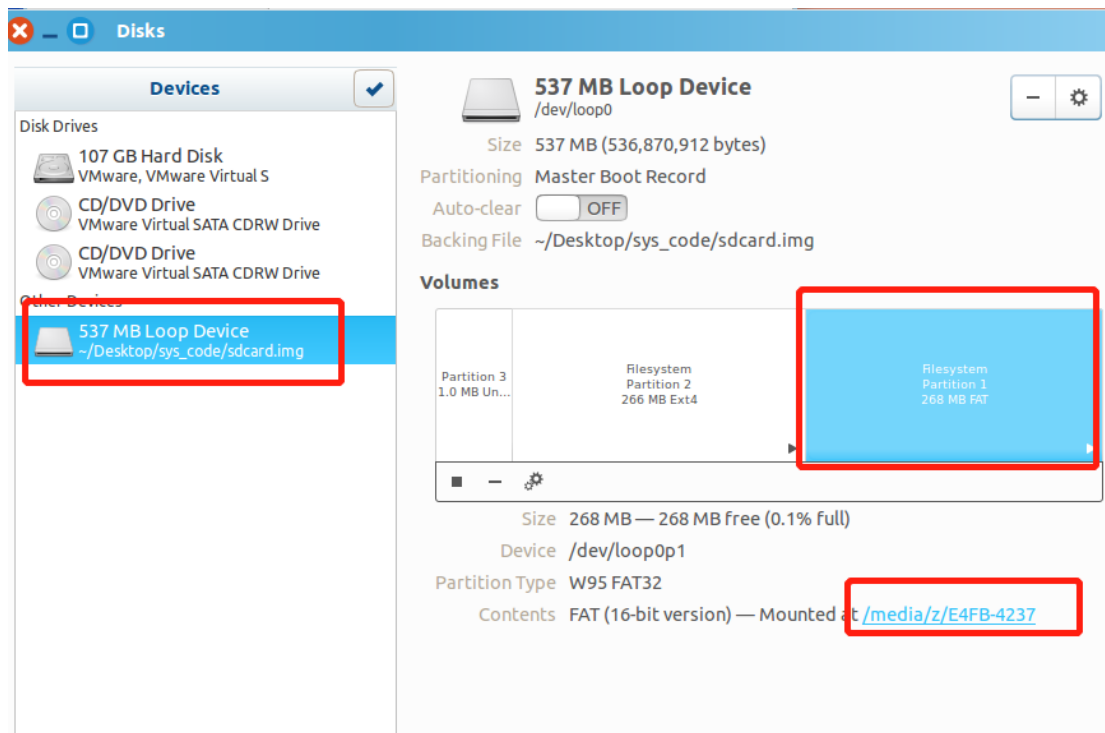 Disks
Devices
Disk Drives
107 GB Hard Disk
VMware, VMware Virtual S
CD/DVD Drive
VMware Virtual SATA CDRW Drive
CD/DVD Drive
VMware Virtual SATA CDRW Drive
Other Devices
537 MB Loop Device
~/Desktop/sys_code/sdcard.img
537 MB Loop Device
/dev/loop0
Size 537 MB (536,870,912 bytes)
Partitioning Master Boot Record
Auto-clear OFF
Backing File ~/Desktop/sys_code/sdcard.img
Volumes
Partition 3
1.0 MB Un...
Filesystem
Partition 2
266 MB Ext4
Filesystem
Partition 1
268 MB FAT
Size 268 MB — 268 MB free (0.1% full)
Device /dev/loop0p1
Partition Type W95 FAT32
Contents FAT (16-bit version) — Mounted at /media/z/E4FB-4237